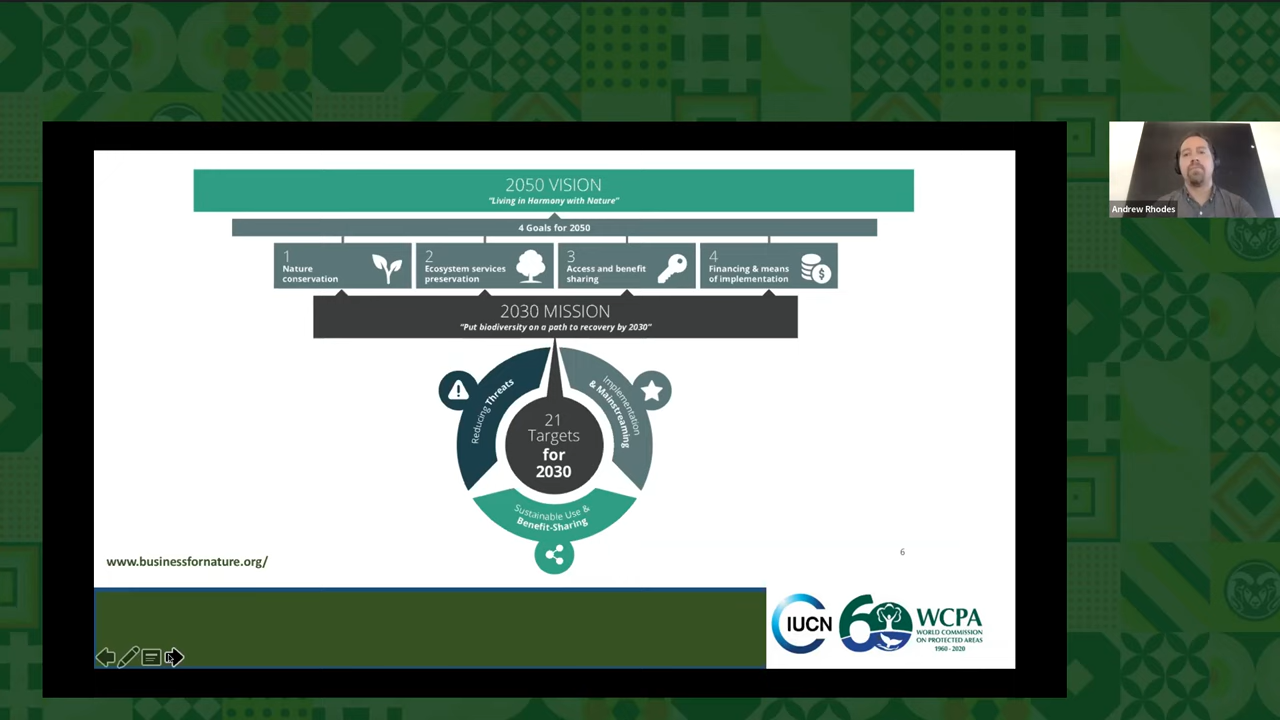 2050 VISION
"Living in Harmony with Nature"
4 Goals for 2050
1
Nature
conservation
2
Ecosystem services
preservation
3
Access and benefit
sharing
4
Financing & means
of implementation
2030 MISSION
"Put biodiversity on a path to recovery by 2030"
Reducing Threats
Implementation
& Mainstreaming
21
Targets
for
2030
Sustainable Use &
Benefit-Sharing
www.businessfornature.org/
6
IUCN
60
WCPA
WORLD COMMISSION
ON PROTECTED AREAS
1960 - 2020
Andrew Rhodes